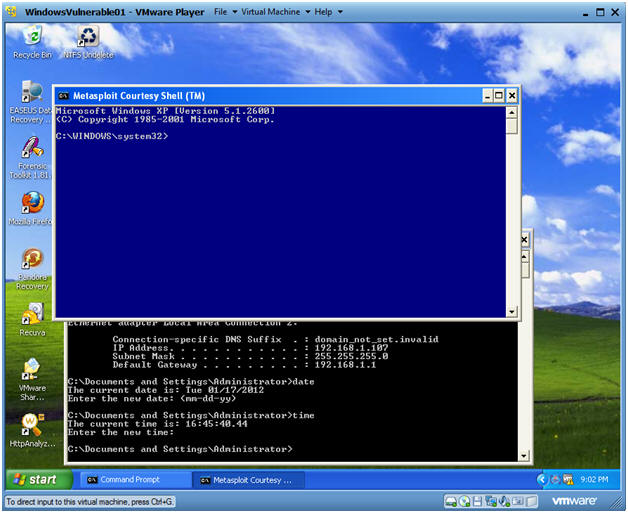 WindowsVulnerable01 - VMware Player File Virtual Machine Help
Recycle Bin
NTFS Undelete
EASEUS Data
Recovery ...
Forensic
Toolkit 1.81.
Mozilla Firefo
Pandora
Recovery
Recuva
VMware
Shar...
HttpAnalyz...
Metasploit Courtesy Shell (TM)
Microsoft Windows XP [Version 5.1.2600]
(C) Copyright 1985-2001 Microsoft Corp.
C:\WINDOWS\system32>
Ethernet adapter Local Area Connection 2:
Connection-specific DNS Suffix . : domain_not_set.invalid
IP Address. . . . . . . . . . . . : 192.168.1.107
Subnet Mask . . . . . . . . . . . : 255.255.255.0
Default Gateway . . . . . . . . . : 192.168.1.1
C:\Documents and Settings\Administrator>date
The current date is: Tue 01/17/2012
Enter the new date: (mm-dd-yy)
C:\Documents and Settings\Administrator>time
The current time is: 16:45:40.44
Enter the new time:
C:\Documents and Settings\Administrator>
start Command Prompt Metasploit Courtesy ... 9:02 PM
To direct input to this virtual machine, press Ctrl+G. vmware